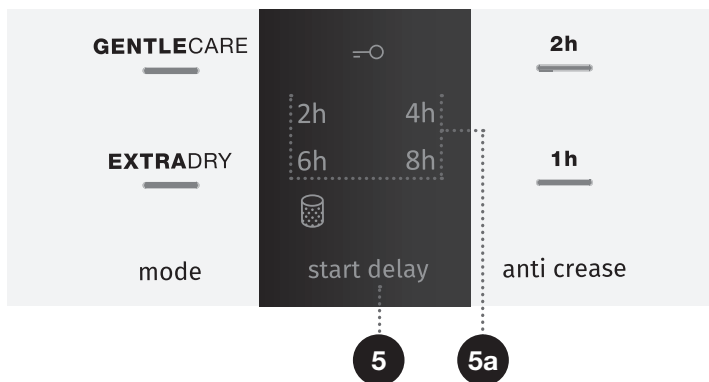 GENTLECARE
2h
2h 4h
EXTRADRY
6h 8h
1h
mode
start delay
anti crease
5
5a